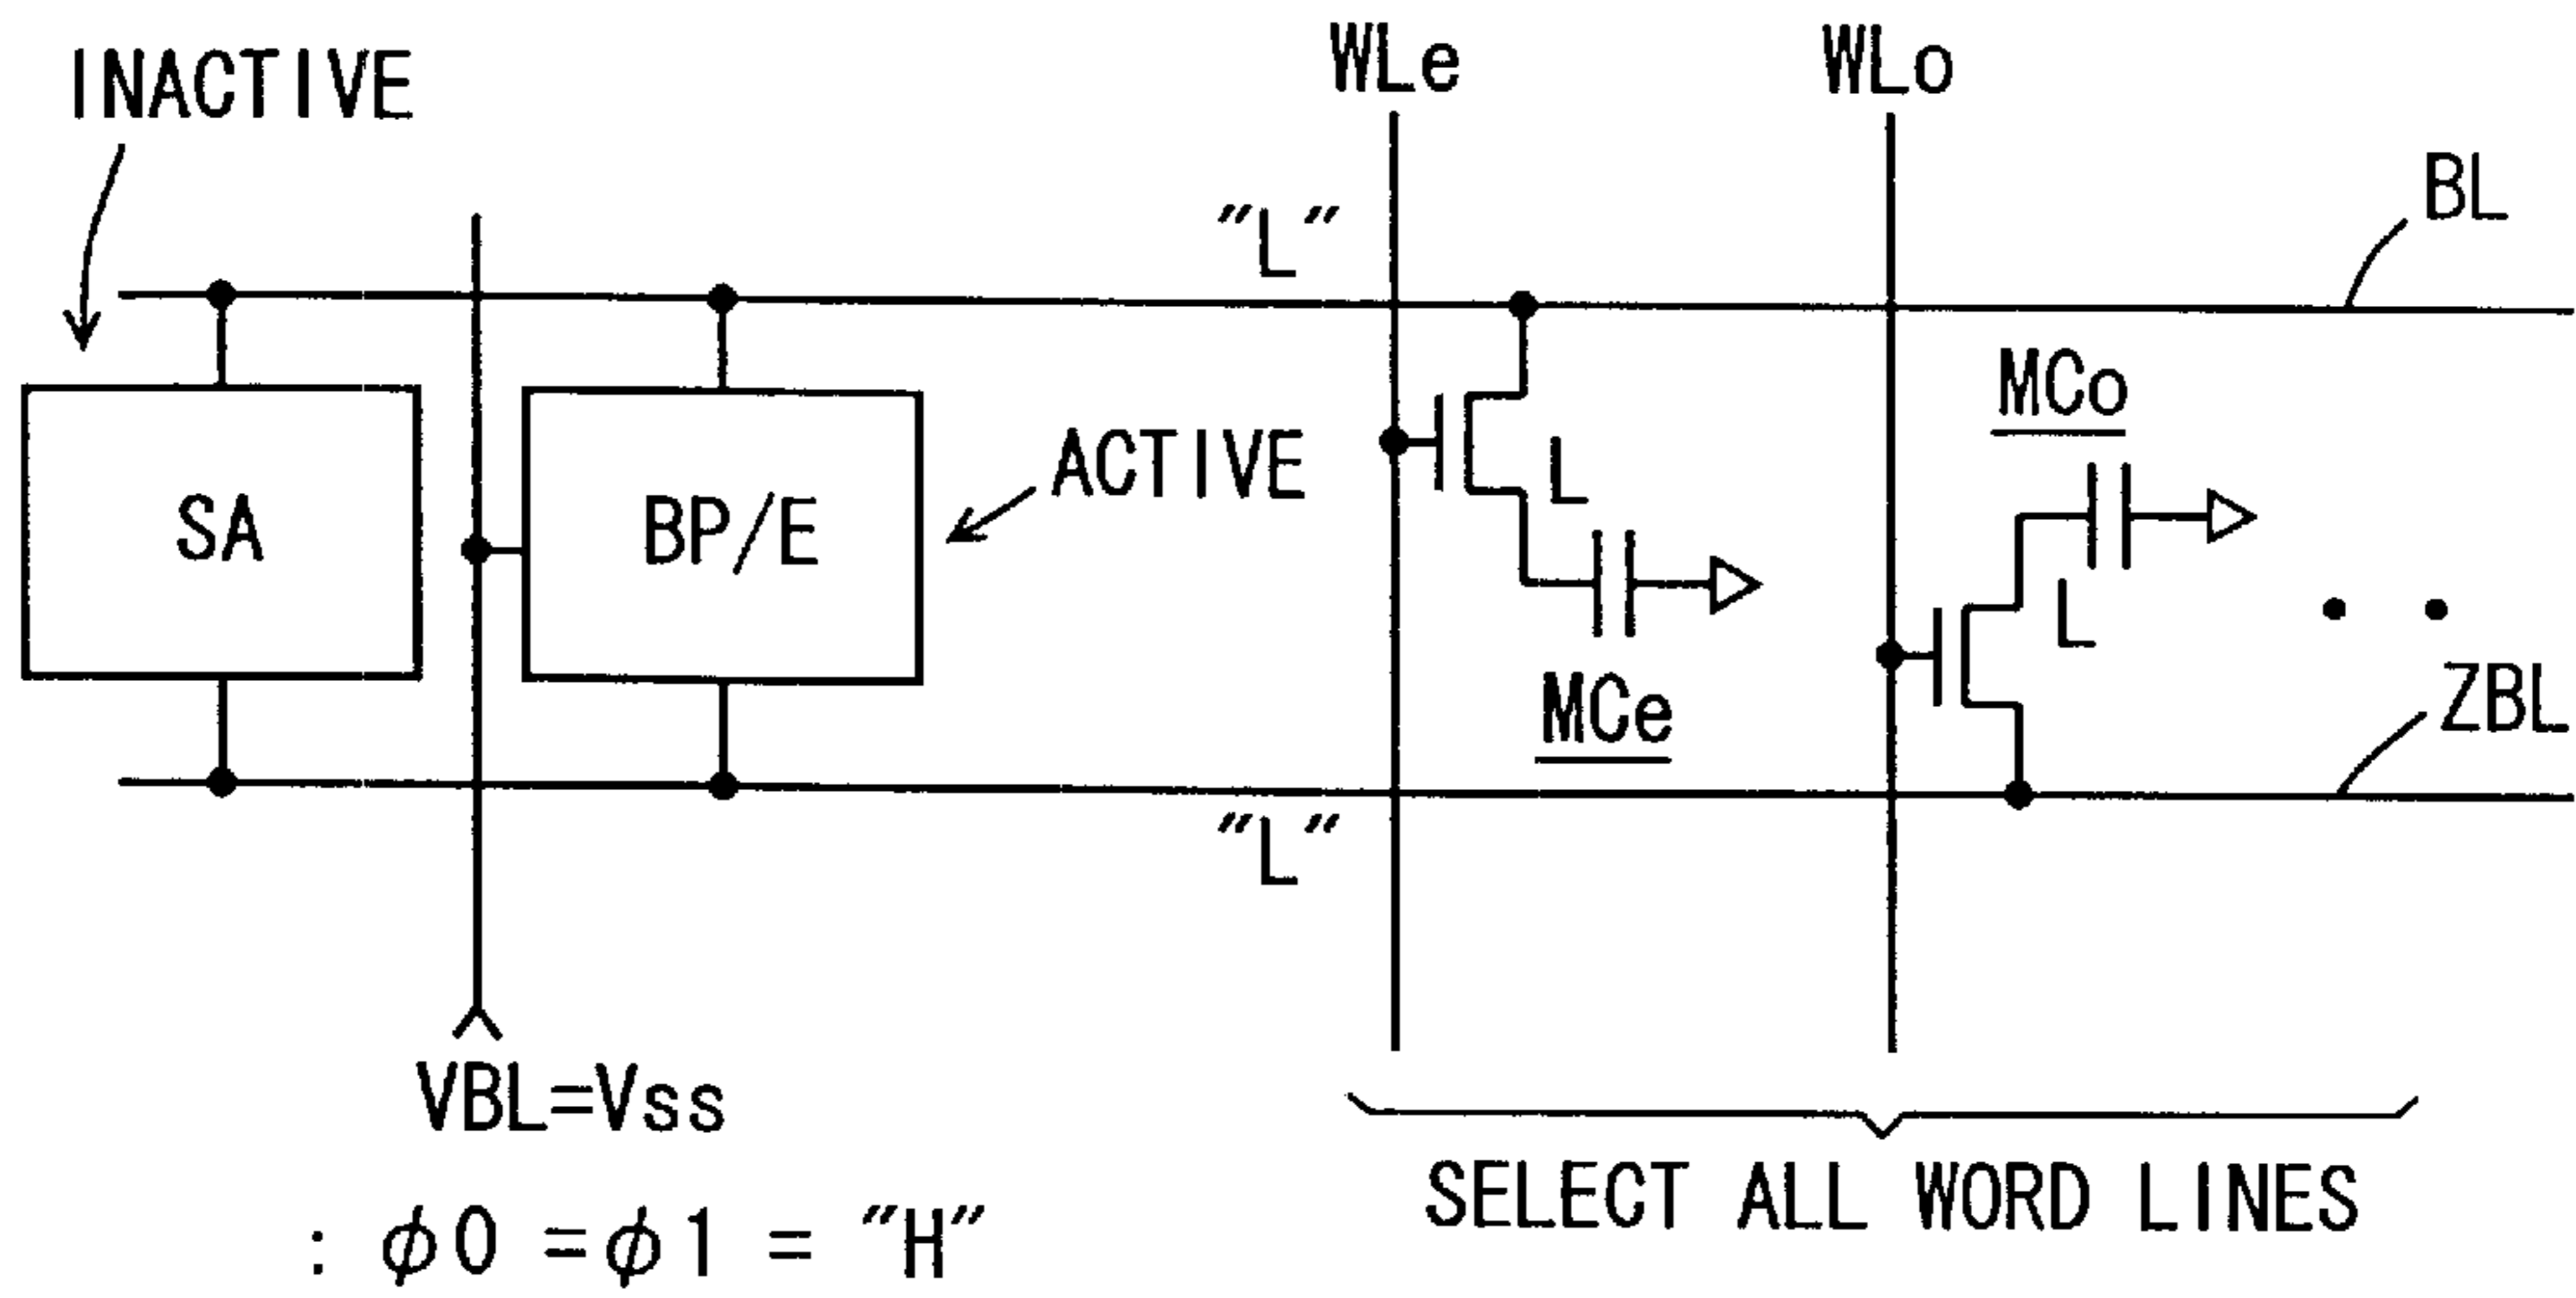 INACTIVE
WLe
WLo
BL
"L"
MCo
ACTIVE
SA
BP/E
L
L
MCe
ZBL
"L"
VBL=Vss
: φ0 =φ1 = "H"
SELECT ALL WORD LINES